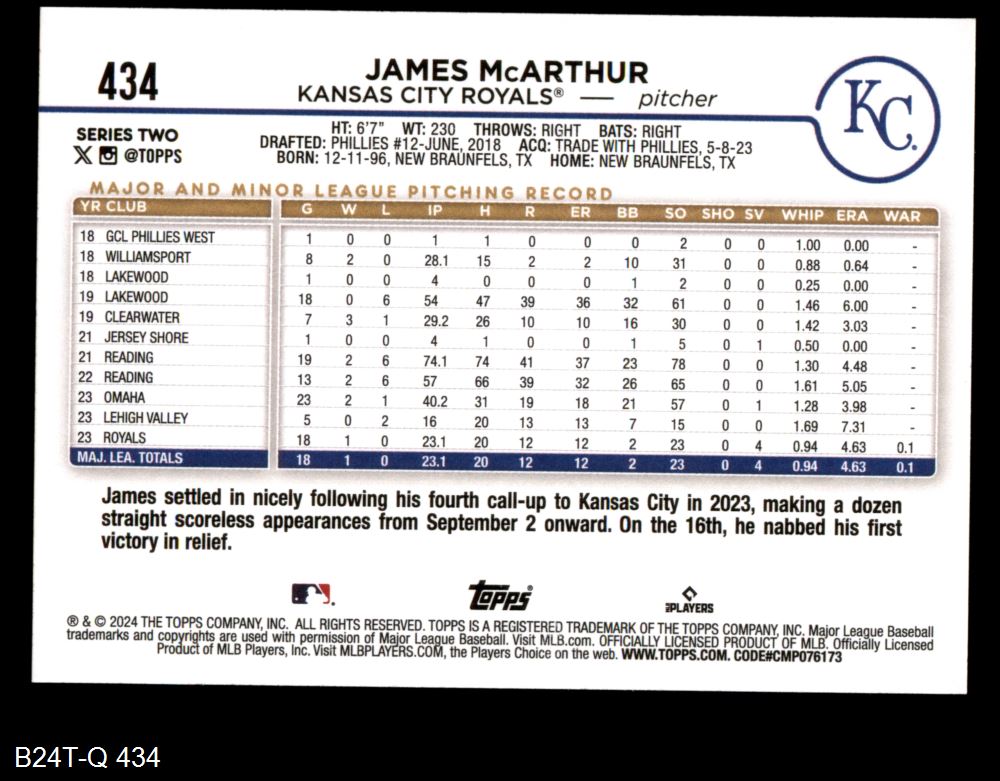 434
JAMES McARTHUR
KANSAS CITY ROYALS® — pitcher
KC.
SERIES TWO
@TOPPS
HT: 6'7" WT: 230 THROWS: RIGHT BATS: RIGHT
DRAFTED: PHILLIES #12-JUNE, 2018 ACQ: TRADE WITH PHILLIES, 5-8-23
BORN: 12-11-96, NEW BRAUNFELS, TX HOME: NEW BRAUNFELS, TX
MAJOR AND MINOR LEAGUE PITCHING RECORD
YR CLUB G W L IP H R ER BB SO SHO SV WHIP ERA WAR
18 GCL PHILLIES WEST 1 0 0 1 1 0 0 0 2 0 0 1.00 0.00 -
18 WILLIAMSPORT 8 2 0 28.1 15 2 2 10 31 0 0 0.88 0.64 -
18 LAKEWOOD 1 0 0 4 0 0 0 1 2 0 0 0.25 0.00 -
19 LAKEWOOD 18 0 6 54 47 39 36 32 61 0 0 1.46 6.00 -
19 CLEARWATER 7 3 1 29.2 26 10 10 16 30 0 0 1.42 3.03 -
21 JERSEY SHORE 1 0 0 4 1 0 0 1 5 0 1 0.50 0.00 -
21 READING 19 2 6 74.1 74 41 37 23 78 0 0 1.30 4.48 -
22 READING 13 2 6 57 66 39 32 26 65 0 0 1.61 5.05 -
23 OMAHA 23 2 1 40.2 31 19 18 21 57 0 1 1.28 3.98 -
23 LEHIGH VALLEY 5 0 2 16 20 13 13 7 15 0 0 1.69 7.31 -
23 ROYALS 18 1 0 23.1 20 12 12 2 23 0 4 0.94 4.63 0.1
MAJ. LEA. TOTALS 18 1 0 23.1 20 12 12 2 23 0 4 0.94 4.63 0.1
James settled in nicely following his fourth call-up to Kansas City in 2023, making a dozen
straight scoreless appearances from September 2 onward. On the 16th, he nabbed his first
victory in relief.
Topps®
MLBPLAYERS
® & © 2024 THE TOPPS COMPANY, INC. ALL RIGHTS RESERVED. TOPPS IS A REGISTERED TRADEMARK OF THE TOPPS COMPANY, INC. Major League Baseball
trademarks and copyrights are used with permission of Major League Baseball. Visit MLB.com. OFFICIALLY LICENSED PRODUCT OF MLB. Officially Licensed
Product of MLB Players, Inc. Visit MLBPLAYERS.COM, the Players Choice on the web. WWW.TOPPS.COM. CODE#CMP076173
B24T-Q 434